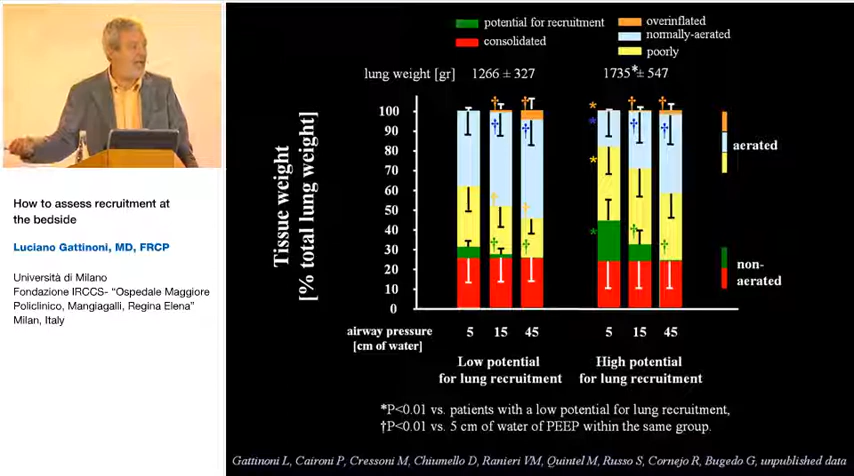 How to assess recruitment at
the bedside
Luciano Gattinoni, MD, FRCP
Università di Milano
Fondazione IRCCS- “Ospedale Maggiore
Policlinico, Mangiagalli, Regina Elena”
Milan, Italy
potential for recruitment
consolidated
overinflated
normally-aerated
poorly
lung weight [gr] 1266 ± 327 1735*± 547
Tissue weight
[% total lung weight]
100
90
80
70
60
50
40
30
20
10
0
aerated
non-
aerated
airway pressure
[cm of water]
5 15 45 5 15 45
Low potential
for lung recruitment
High potential
for lung recruitment
*P<0.01 vs. patients with a low potential for lung recruitment,
†P<0.01 vs. 5 cm of water of PEEP within the same group.
Gattinoni L, Caironi P, Cressoni M, Chiumello D, Ranieri VM, Quintel M, Russo S, Cornejo R, Bugedo G, unpublished data